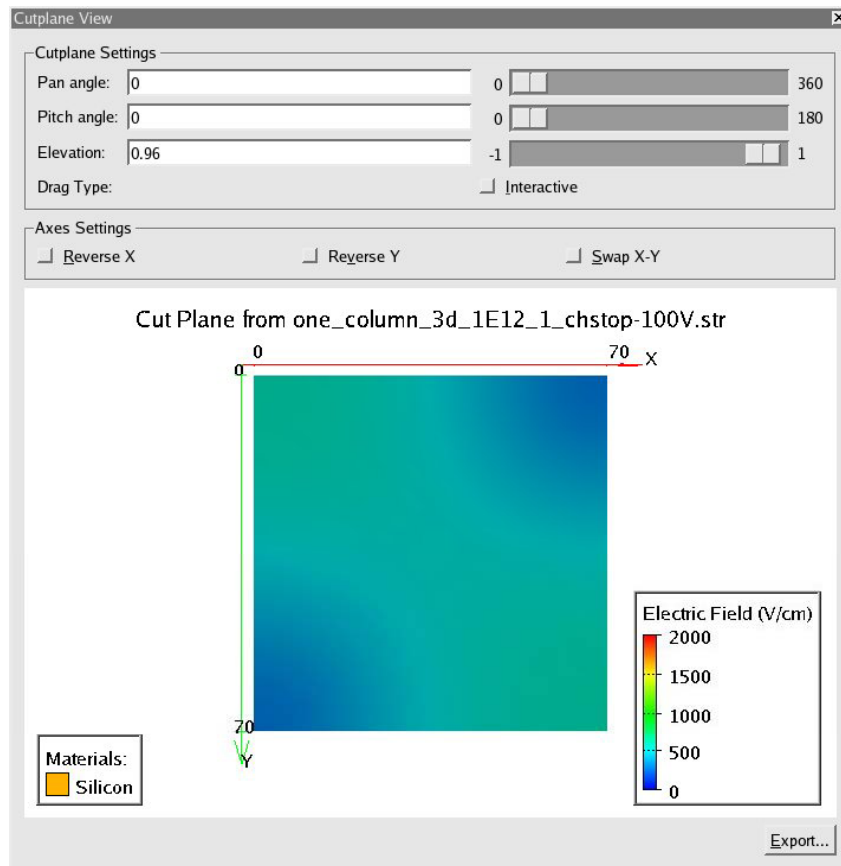 Cutplane View
Cutplane Settings
Pan angle: 0 0 360
Pitch angle: 0 0 180
Elevation: 0.96 -1 1
Drag Type: Interactive
Axes Settings
Reverse X Reverse Y Swap X-Y
Cut Plane from one_column_3d_1E12_1_chstop-100V.str
0 70 X
0
70
Y
Electric Field (V/cm)
2000
1500
1000
500
0
Materials:
Silicon
Export...